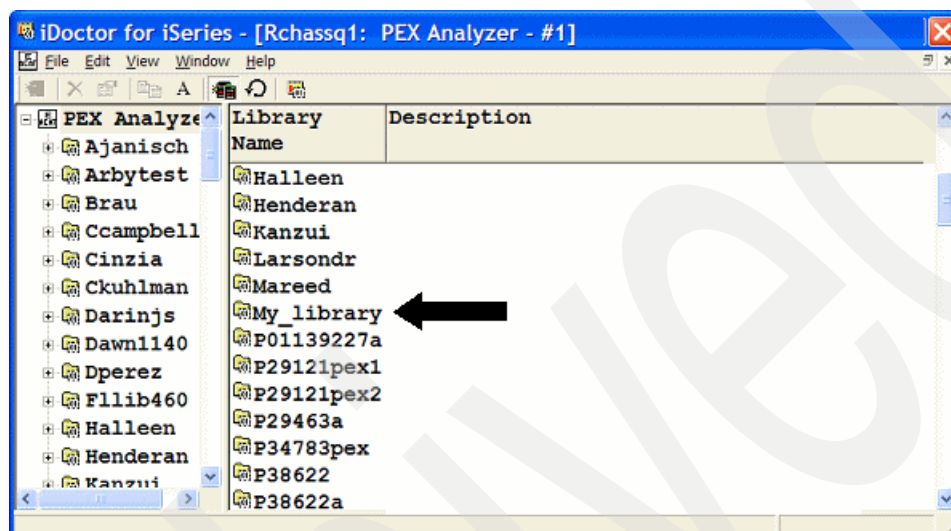 iDoctor for iSeries - [Rchassq1: PEX Analyzer - #1]
File Edit View Window Help
A
PEX Analyze
Ajanisch
Arbytest
Brau
Ccampbell
Cinzia
Ckuhlman
Darinjs
Dawn1140
Dperez
Fllib460
Halleen
Henderan
Kanzui
Library Name
Description
Halleen
Henderan
Kanzui
Larsondr
Mareed
My_library
P01139227a
P29121pex1
P29121pex2
P29463a
P34783pex
P38622
P38622a